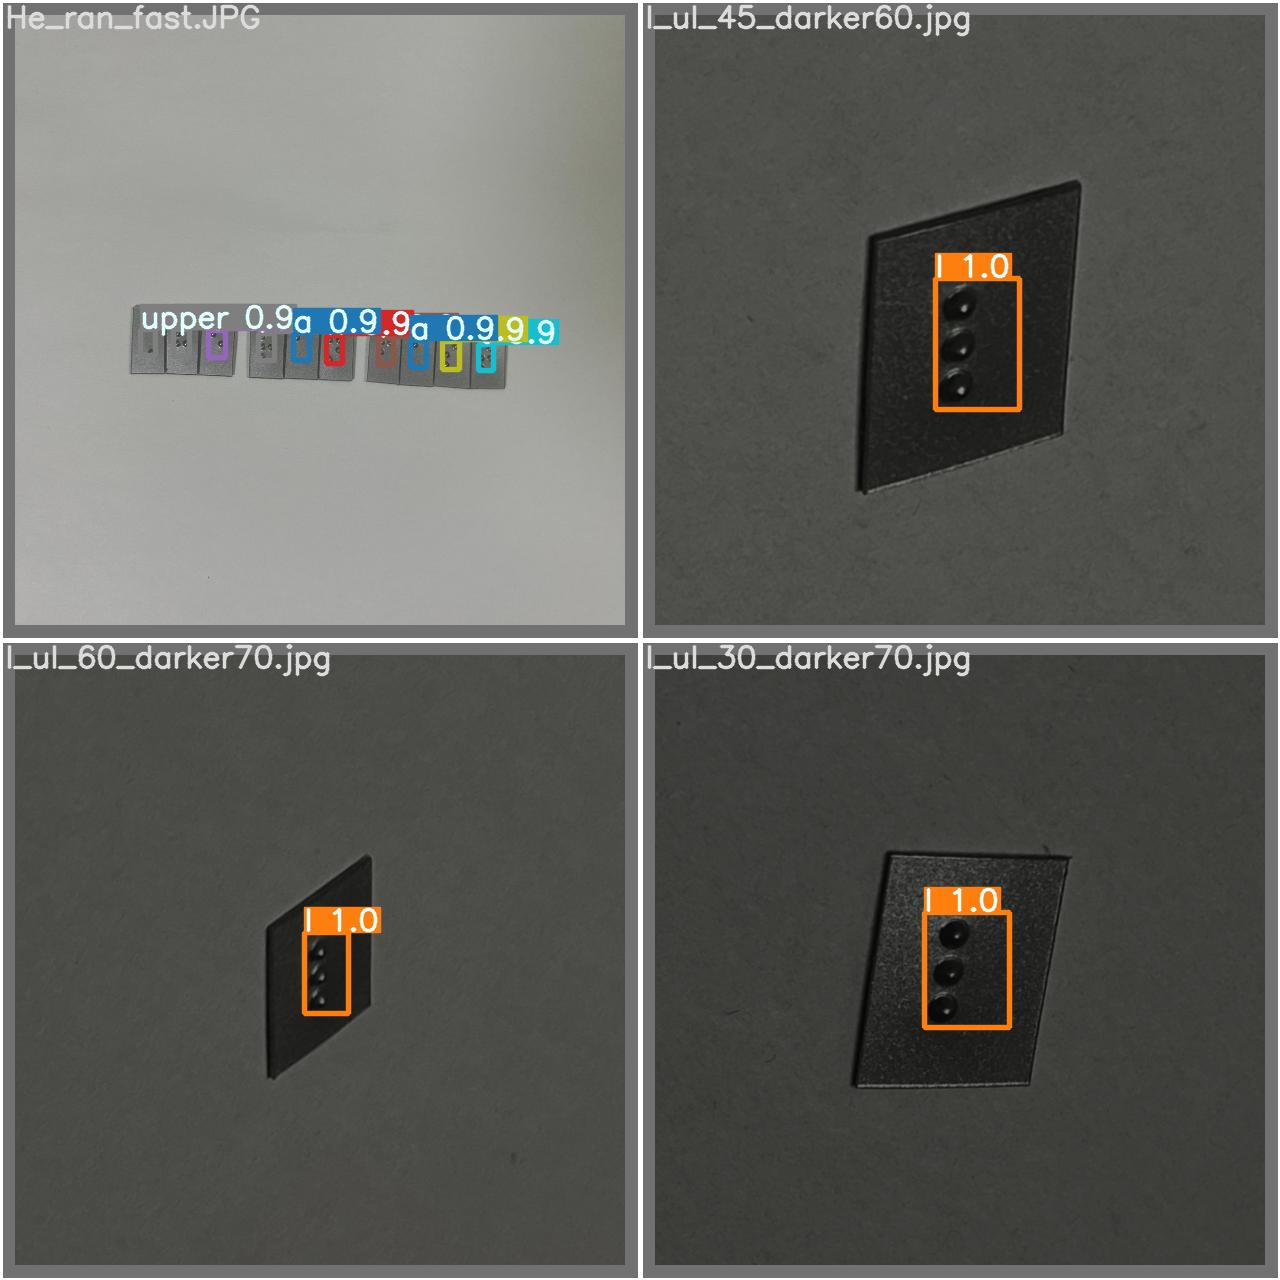 He_ran_fast.JPG
l_ul_45_darker60.jpg
upper 0.9
a 0.9
.9
a 0.9
.9
.9
l 1.0
l_ul_60_darker70.jpg
l_ul_30_darker70.jpg
l 1.0
l 1.0